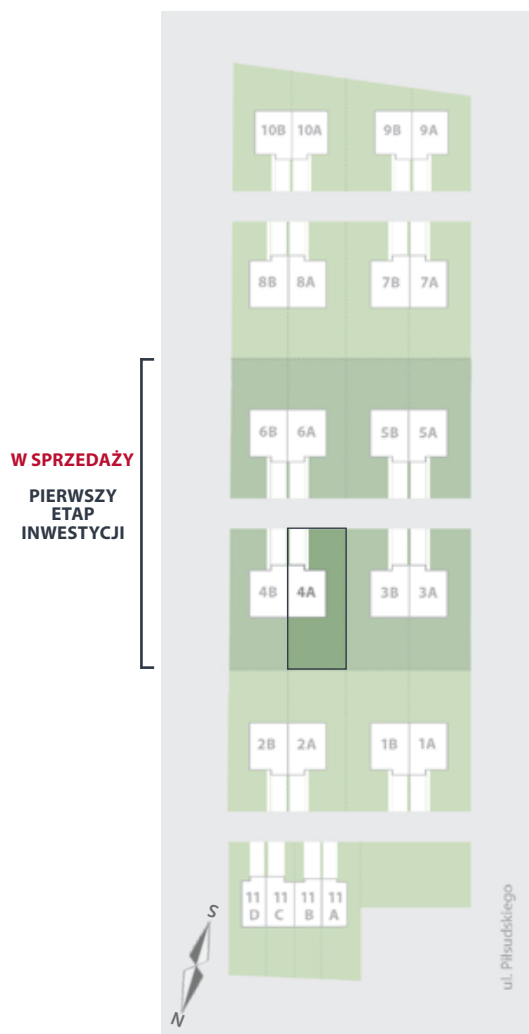 10B 10A 9B 9A
8B 8A 7B 7A
6B 6A 5B 5A
W SPRZEDAŻY
PIERWSZY
ETAP
INWESTYCJI
4B 4A 3B 3A
2B 2A 1B 1A
11 11 11 11
D C B A
S
N
ul. Piłsudskiego